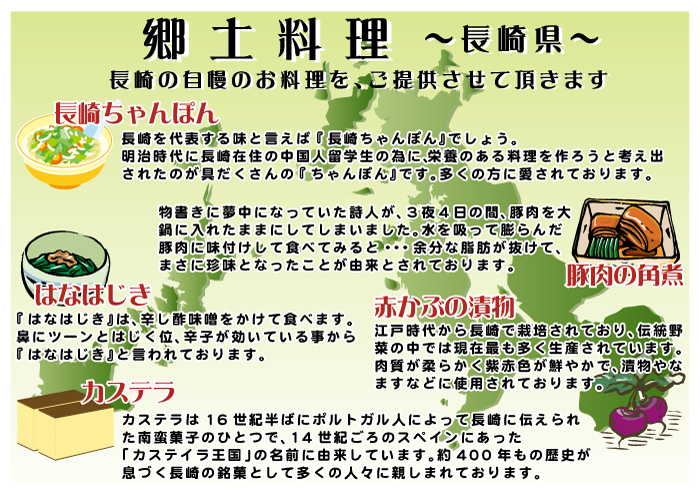 郷土料理 ～長崎県～
長崎の自慢のお料理を、ご提供させて頂きます
長崎ちゃんぽん
長崎を代表する味と言えば『長崎ちゃんぽん』でしょう。
明治時代に長崎在住の中国人留学生の為に、栄養のある料理を作ろうと考え出
されたのが具だくさんの『ちゃんぽん』です。多くの方に愛されております。
物書きに夢中になっていた詩人が、3夜4日の間、豚肉を大
鍋に入れたままにしてしまいました。水を吸って膨らんだ
豚肉に味付けして食べてみると・・・余分な脂肪が抜けて、
まさに珍味となったことが由来とされております。
豚肉の角煮
はなはじき
『はなはじき』は、辛し酢味噌をかけて食べます。
鼻にツーンとはじく位、辛子が効いている事から
『はなはじき』と言われております。
赤かぶの漬物
江戸時代から長崎で栽培されており、伝統野
菜の中では現在最も多く生産されています。
肉質が柔らかく紫赤色が鮮やかで、漬物やな
ますなどに使用されております。
カステラ
カステラは16世紀半ばにポルトガル人によって長崎に伝えられ
た南蛮菓子のひとつで、14世紀ごろのスペインにあった
「カステイラ王国」の名前に由来しています。約400年もの歴史が
息づく長崎の銘菓として多くの人々に親しまれております。